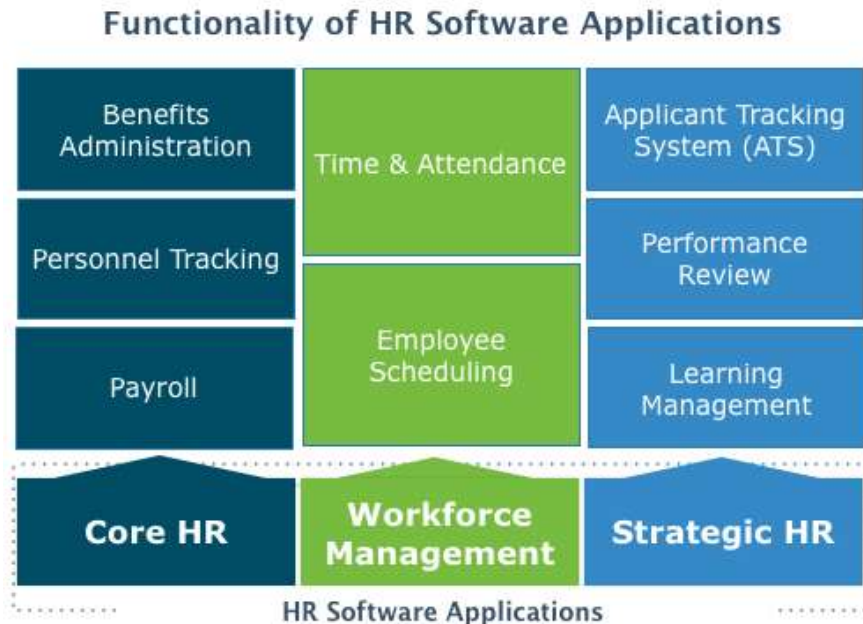 Functionality of HR Software Applications
Benefits
Administration
Personnel Tracking
Payroll
Time & Attendance
Employee
Scheduling
Applicant Tracking
System (ATS)
Performance
Review
Learning
Management
Core HR
Workforce
Management
Strategic HR
HR Software Applications